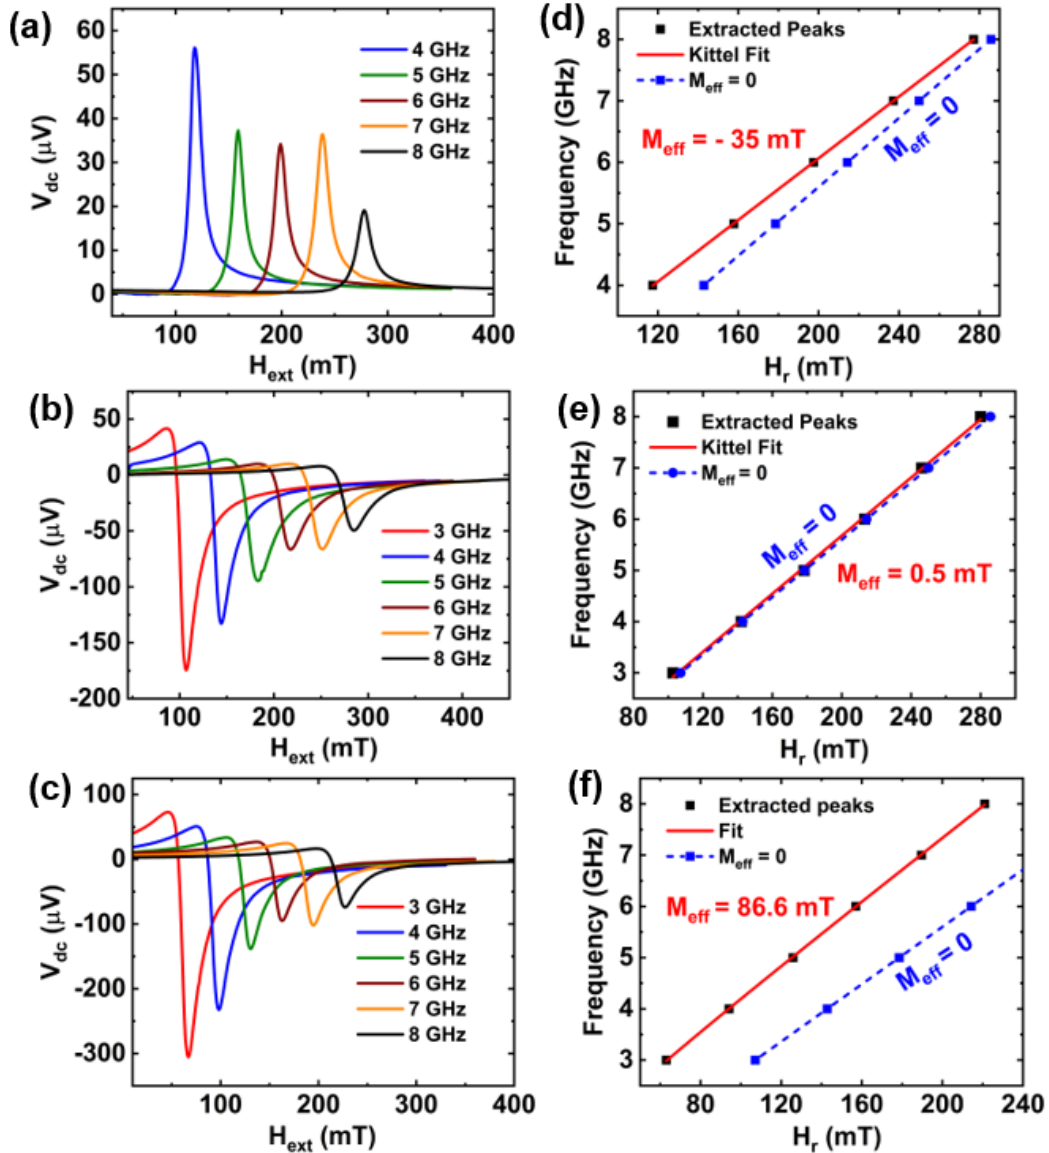 (a)
60
50
40
30
20
10
0
V_dc (μV)
4 GHz
5 GHz
6 GHz
7 GHz
8 GHz
100 200 300 400
H_ext (mT)
(d)
8
7
6
5
4
Frequency (GHz)
Extracted Peaks
Kittel Fit
M_eff = 0
M_eff = - 35 mT
M_eff = 0
120 160 200 240 280
H_r (mT)
(b)
50
0
-50
-100
-150
-200
V_dc (μV)
3 GHz
4 GHz
5 GHz
6 GHz
7 GHz
8 GHz
100 200 300 400
H_ext (mT)
(e)
8
7
6
5
4
3
Frequency (GHz)
Extracted Peaks
Kittel Fit
M_eff = 0
M_eff = 0
M_eff = 0.5 mT
80 120 160 200 240 280
H_r (mT)
(c)
100
0
-100
-200
-300
V_dc (μV)
3 GHz
4 GHz
5 GHz
6 GHz
7 GHz
8 GHz
100 200 300 400
H_ext (mT)
(f)
8
7
6
5
4
3
Frequency (GHz)
Extracted peaks
Fit
M_eff = 0
M_eff = 86.6 mT
M_eff = 0
80 120 160 200 240
H_r (mT)